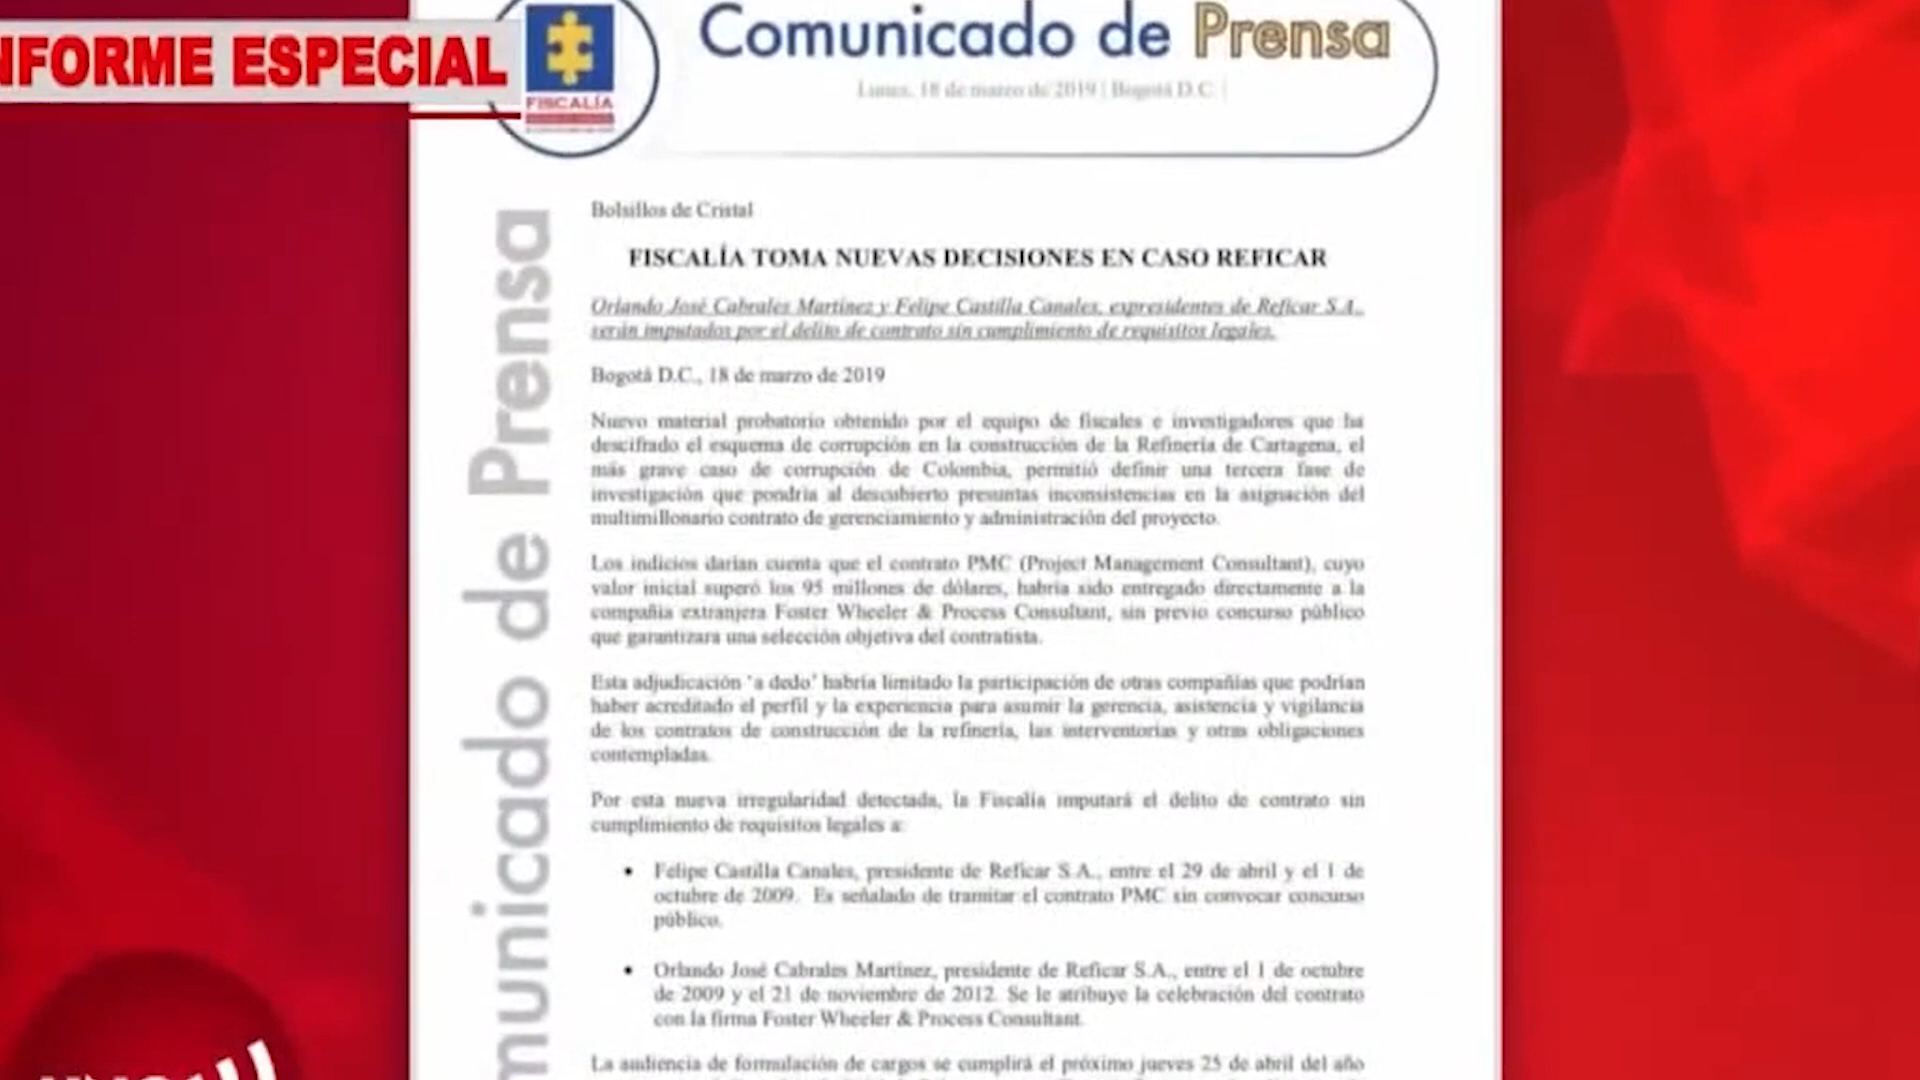 NFORME ESPECIAL
FISCALÍA
Comunicado de Prensa
Lunes, 18 de marzo de 2019 | Bogotá D.C. |
Comunicado de Prensa
Bolsillos de Cristal
FISCALÍA TOMA NUEVAS DECISIONES EN CASO REFICAR
Orlando José Cabrales Martínez y Felipe Castilla Canales, expresidentes de Reficar S.A.,
serán imputados por el delito de contrato sin cumplimiento de requisitos legales.
Bogotá D.C., 18 de marzo de 2019
Nuevo material probatorio obtenido por el equipo de fiscales e investigadores que ha
descifrado el esquema de corrupción en la construcción de la Refinería de Cartagena, el
más grave caso de corrupción de Colombia, permitió definir una tercera fase de
investigación que pondría al descubierto presuntas inconsistencias en la asignación del
multimillonario contrato de gerenciamiento y administración del proyecto.
Los indicios darían cuenta que el contrato PMC (Project Management Consultant), cuyo
valor inicial superó los 95 millones de dólares, habría sido entregado directamente a la
compañía extranjera Foster Wheeler & Process Consultant, sin previo concurso público
que garantizara una selección objetiva del contratista.
Esta adjudicación 'a dedo' habría limitado la participación de otras compañías que podrían
haber acreditado el perfil y la experiencia para asumir la gerencia, asistencia y vigilancia
de los contratos de construcción de la refinería, las interventorías y otras obligaciones
contempladas.
Por esta nueva irregularidad detectada, la Fiscalía imputará el delito de contrato sin
cumplimiento de requisitos legales a:
• Felipe Castilla Canales, presidente de Reficar S.A., entre el 29 de abril y el 1 de
octubre de 2009. Es señalado de tramitar el contrato PMC sin convocar concurso
público.
• Orlando José Cabrales Martínez, presidente de Reficar S.A., entre el 1 de octubre
de 2009 y el 21 de noviembre de 2012. Se le atribuye la celebración del contrato
con la firma Foster Wheeler & Process Consultant.
La audiencia de formulación de cargos se cumplirá el próximo jueves 25 de abril del año